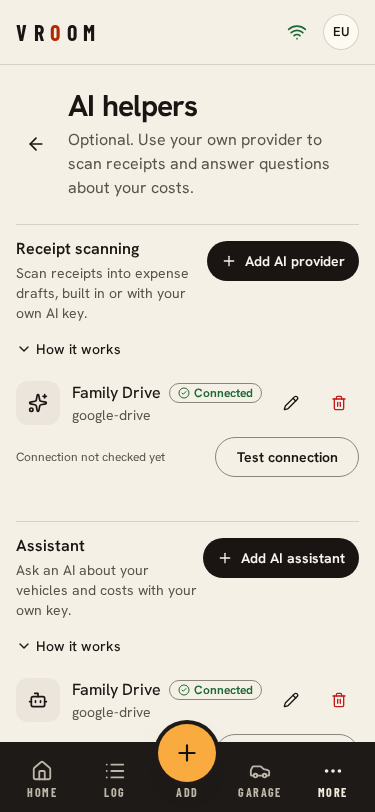 VROOM
EU
AI helpers
Optional. Use your own provider to
scan receipts and answer questions
about your costs.
Receipt scanning
Add AI provider
Scan receipts into expense
drafts, built in or with your
own AI key.
How it works
Family Drive
Connected
google-drive
Connection not checked yet
Test connection
Assistant
Add AI assistant
Ask an AI about your
vehicles and costs with your
own key.
How it works
Family Drive
Connected
google-drive
HOME
LOG
ADD
GARAGE
MORE